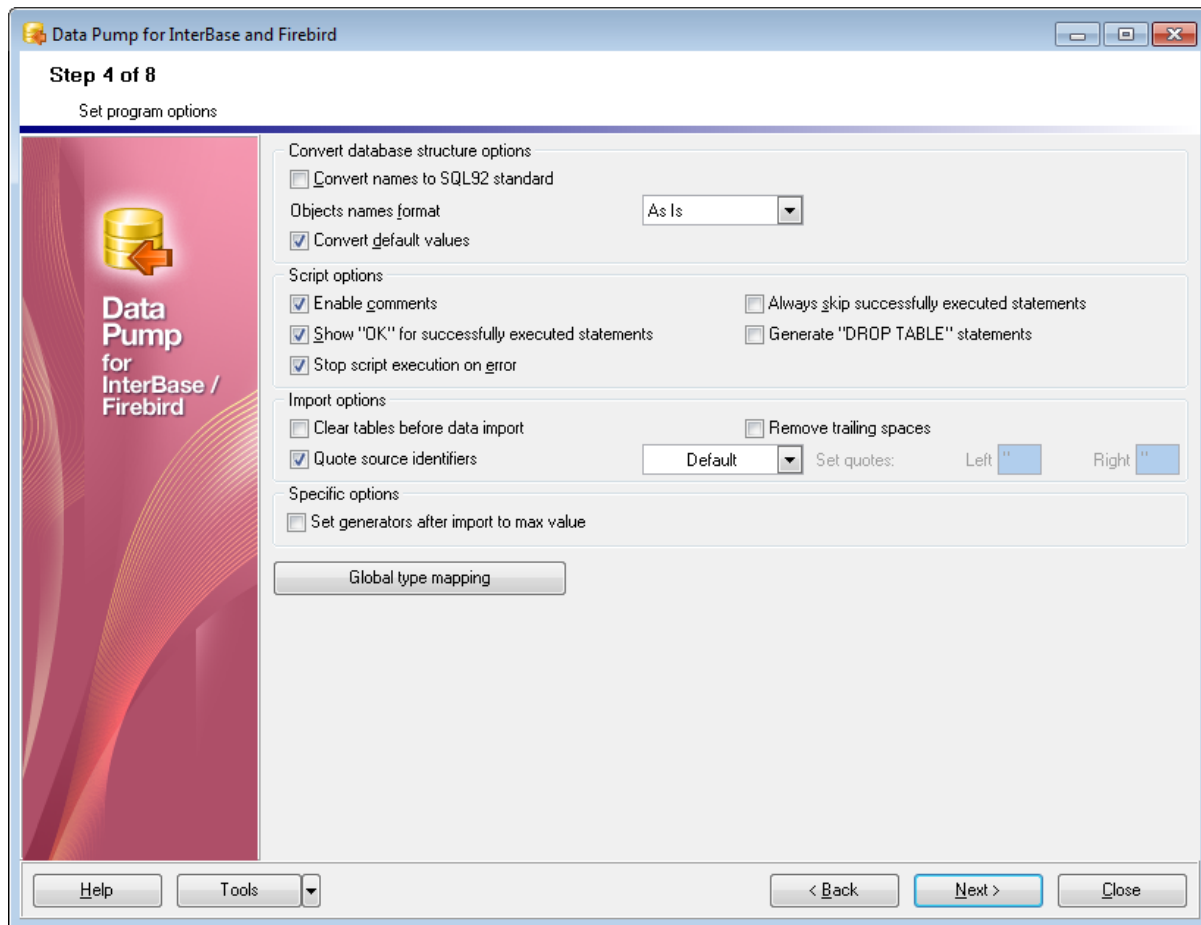 Data Pump for InterBase and Firebird
Step 4 of 8
Set program options
Data
Pump
for
InterBase /
Firebird
Convert database structure options
Convert names to SQL92 standard
Objects names format As Is
Convert default values
Script options
Enable comments Always skip successfully executed statements
Show "OK" for successfully executed statements Generate "DROP TABLE" statements
Stop script execution on error
Import options
Clear tables before data import Remove trailing spaces
Quote source identifiers Default Set quotes: Left " Right "
Specific options
Set generators after import to max value
Global type mapping
Help Tools < Back Next > Close